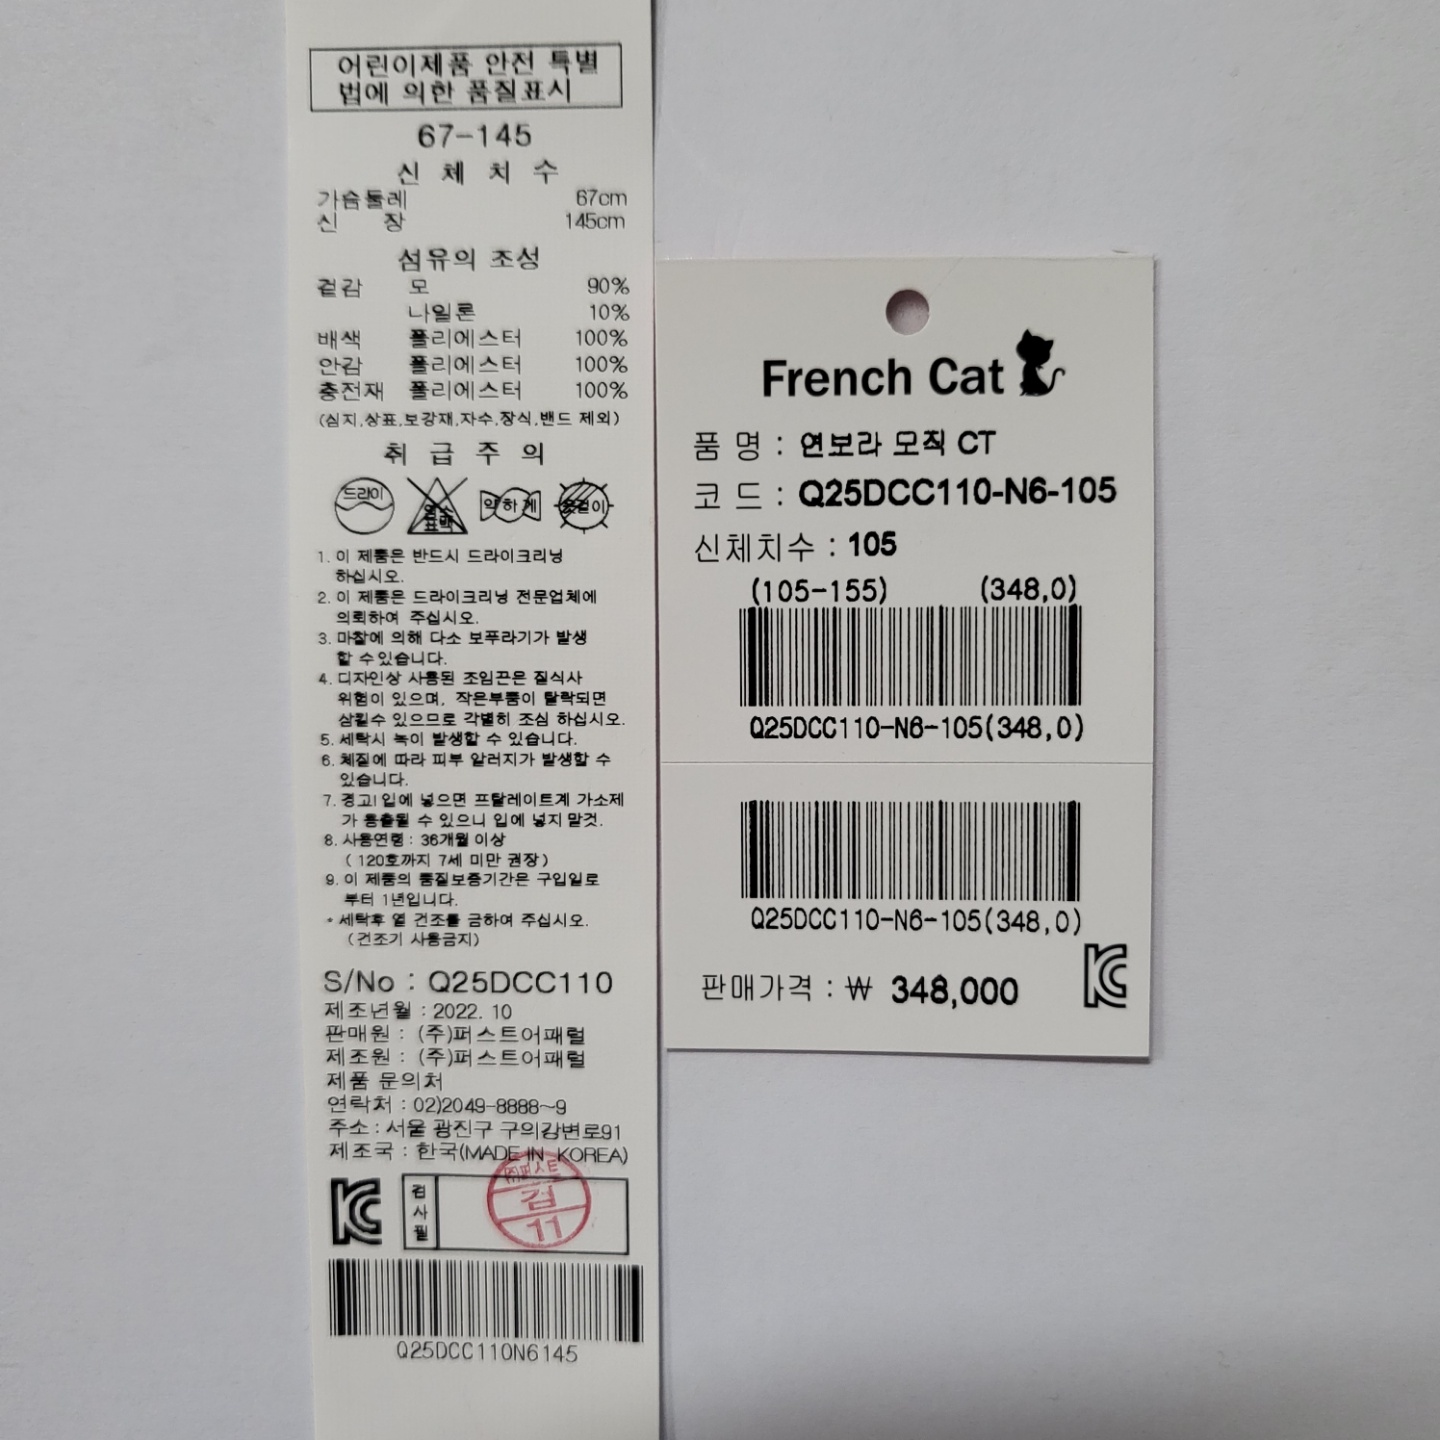 어린이제품 안전 특별
법에 의한 품질표시
67-145
신 체 치 수
가슴둘레 67cm
신 장 145cm
섬유의 조성
겉감 모 90%
나일론 10%
배색 폴리에스터 100%
안감 폴리에스터 100%
충전재 폴리에스터 100%
(심지,상표,보강재,자수,장식,밴드 제외)
취 급 주 의
드라이 염소 표백 약하게 옷걸이
1. 이 제품은 반드시 드라이크리닝
하십시오.
2. 이 제품은 드라이크리닝 전문업체에
의뢰하여 주십시오.
3. 마찰에 의해 다소 보푸라기가 발생
할 수있습니다.
4. 디자인상 사용된 조임끈은 질식사
위험이 있으며, 작은부품이 탈락되면
삼킬수 있으므로 각별히 조심 하십시오.
5. 세탁시 녹이 발생할 수 있습니다.
6. 체질에 따라 피부 알러지가 발생할 수
있습니다.
7. 경고! 입에 넣으면 프탈레이트계 가소제
가 용출될 수 있으니 입에 넣지 말것.
8. 사용연령 : 36개월 이상
( 120호까지 7세 미만 권장 )
9. 이 제품의 품질보증기간은 구입일로
부터 1년입니다.
* 세탁후 열 건조를 금하여 주십시오.
(건조기 사용금지)
S/No : Q25DCC110
제조년월 : 2022. 10
판매원 : (주)퍼스트어패럴
제조원 : (주)퍼스트어패럴
제품 문의처
연락처 : 02)2049-8888~9
주소 : 서울 광진구 구의강변로91
제조국 : 한국(MADE IN KOREA)
KC 검사필 (주)퍼스트 검 11
Q25DCC110N6145
French Cat
품 명 : 연보라 모직 CT
코 드 : Q25DCC110-N6-105
신체치수 : 105
(105-155) (348,0)
Q25DCC110-N6-105(348,0)
Q25DCC110-N6-105(348,0)
KC
판매가격 : ₩ 348,000